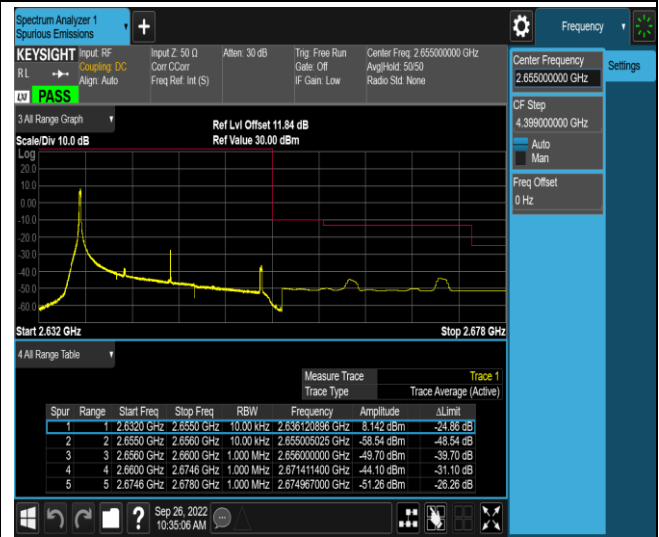 Spectrum Analyzer 1
Spurious Emissions
Frequency
KEYSIGHT
RL
Input: RF
Coupling: DC
Align: Auto
Input Z: 50 Ω
Corr CCorr
Freq Ref: Int (S)
Atten: 30 dB
Trig: Free Run
Gate: Off
IF Gain: Low
Center Freq: 2.655000000 GHz
Avg|Hold: 50/50
Radio Std: None
LXI PASS
Center Frequency
2.655000000 GHz
Settings
CF Step
4.399000000 GHz
Auto
Man
Freq Offset
0 Hz
3 All Range Graph
Ref Lvl Offset 11.84 dB
Scale/Div 10.0 dB
Ref Value 30.00 dBm
Log
20.0
10.0
0.00
-10.0
-20.0
-30.0
-40.0
-50.0
-60.0
Start 2.632 GHz
Stop 2.678 GHz
4 All Range Table
Measure Trace Trace 1
Trace Type Trace Average (Active)
Spur Range Start Freq Stop Freq RBW Frequency Amplitude ΔLimit
1 1 2.6320 GHz 2.6550 GHz 10.00 kHz 2.636120896 GHz 8.142 dBm -24.86 dB
2 2 2.6550 GHz 2.6560 GHz 10.00 kHz 2.655005025 GHz -58.54 dBm -48.54 dB
3 3 2.6560 GHz 2.6600 GHz 1.000 MHz 2.656000000 GHz -49.70 dBm -39.70 dB
4 4 2.6600 GHz 2.6746 GHz 1.000 MHz 2.671411400 GHz -44.10 dBm -31.10 dB
5 5 2.6746 GHz 2.6780 GHz 1.000 MHz 2.674967000 GHz -51.26 dBm -26.26 dB
Sep 26, 2022
10:35:06 AM